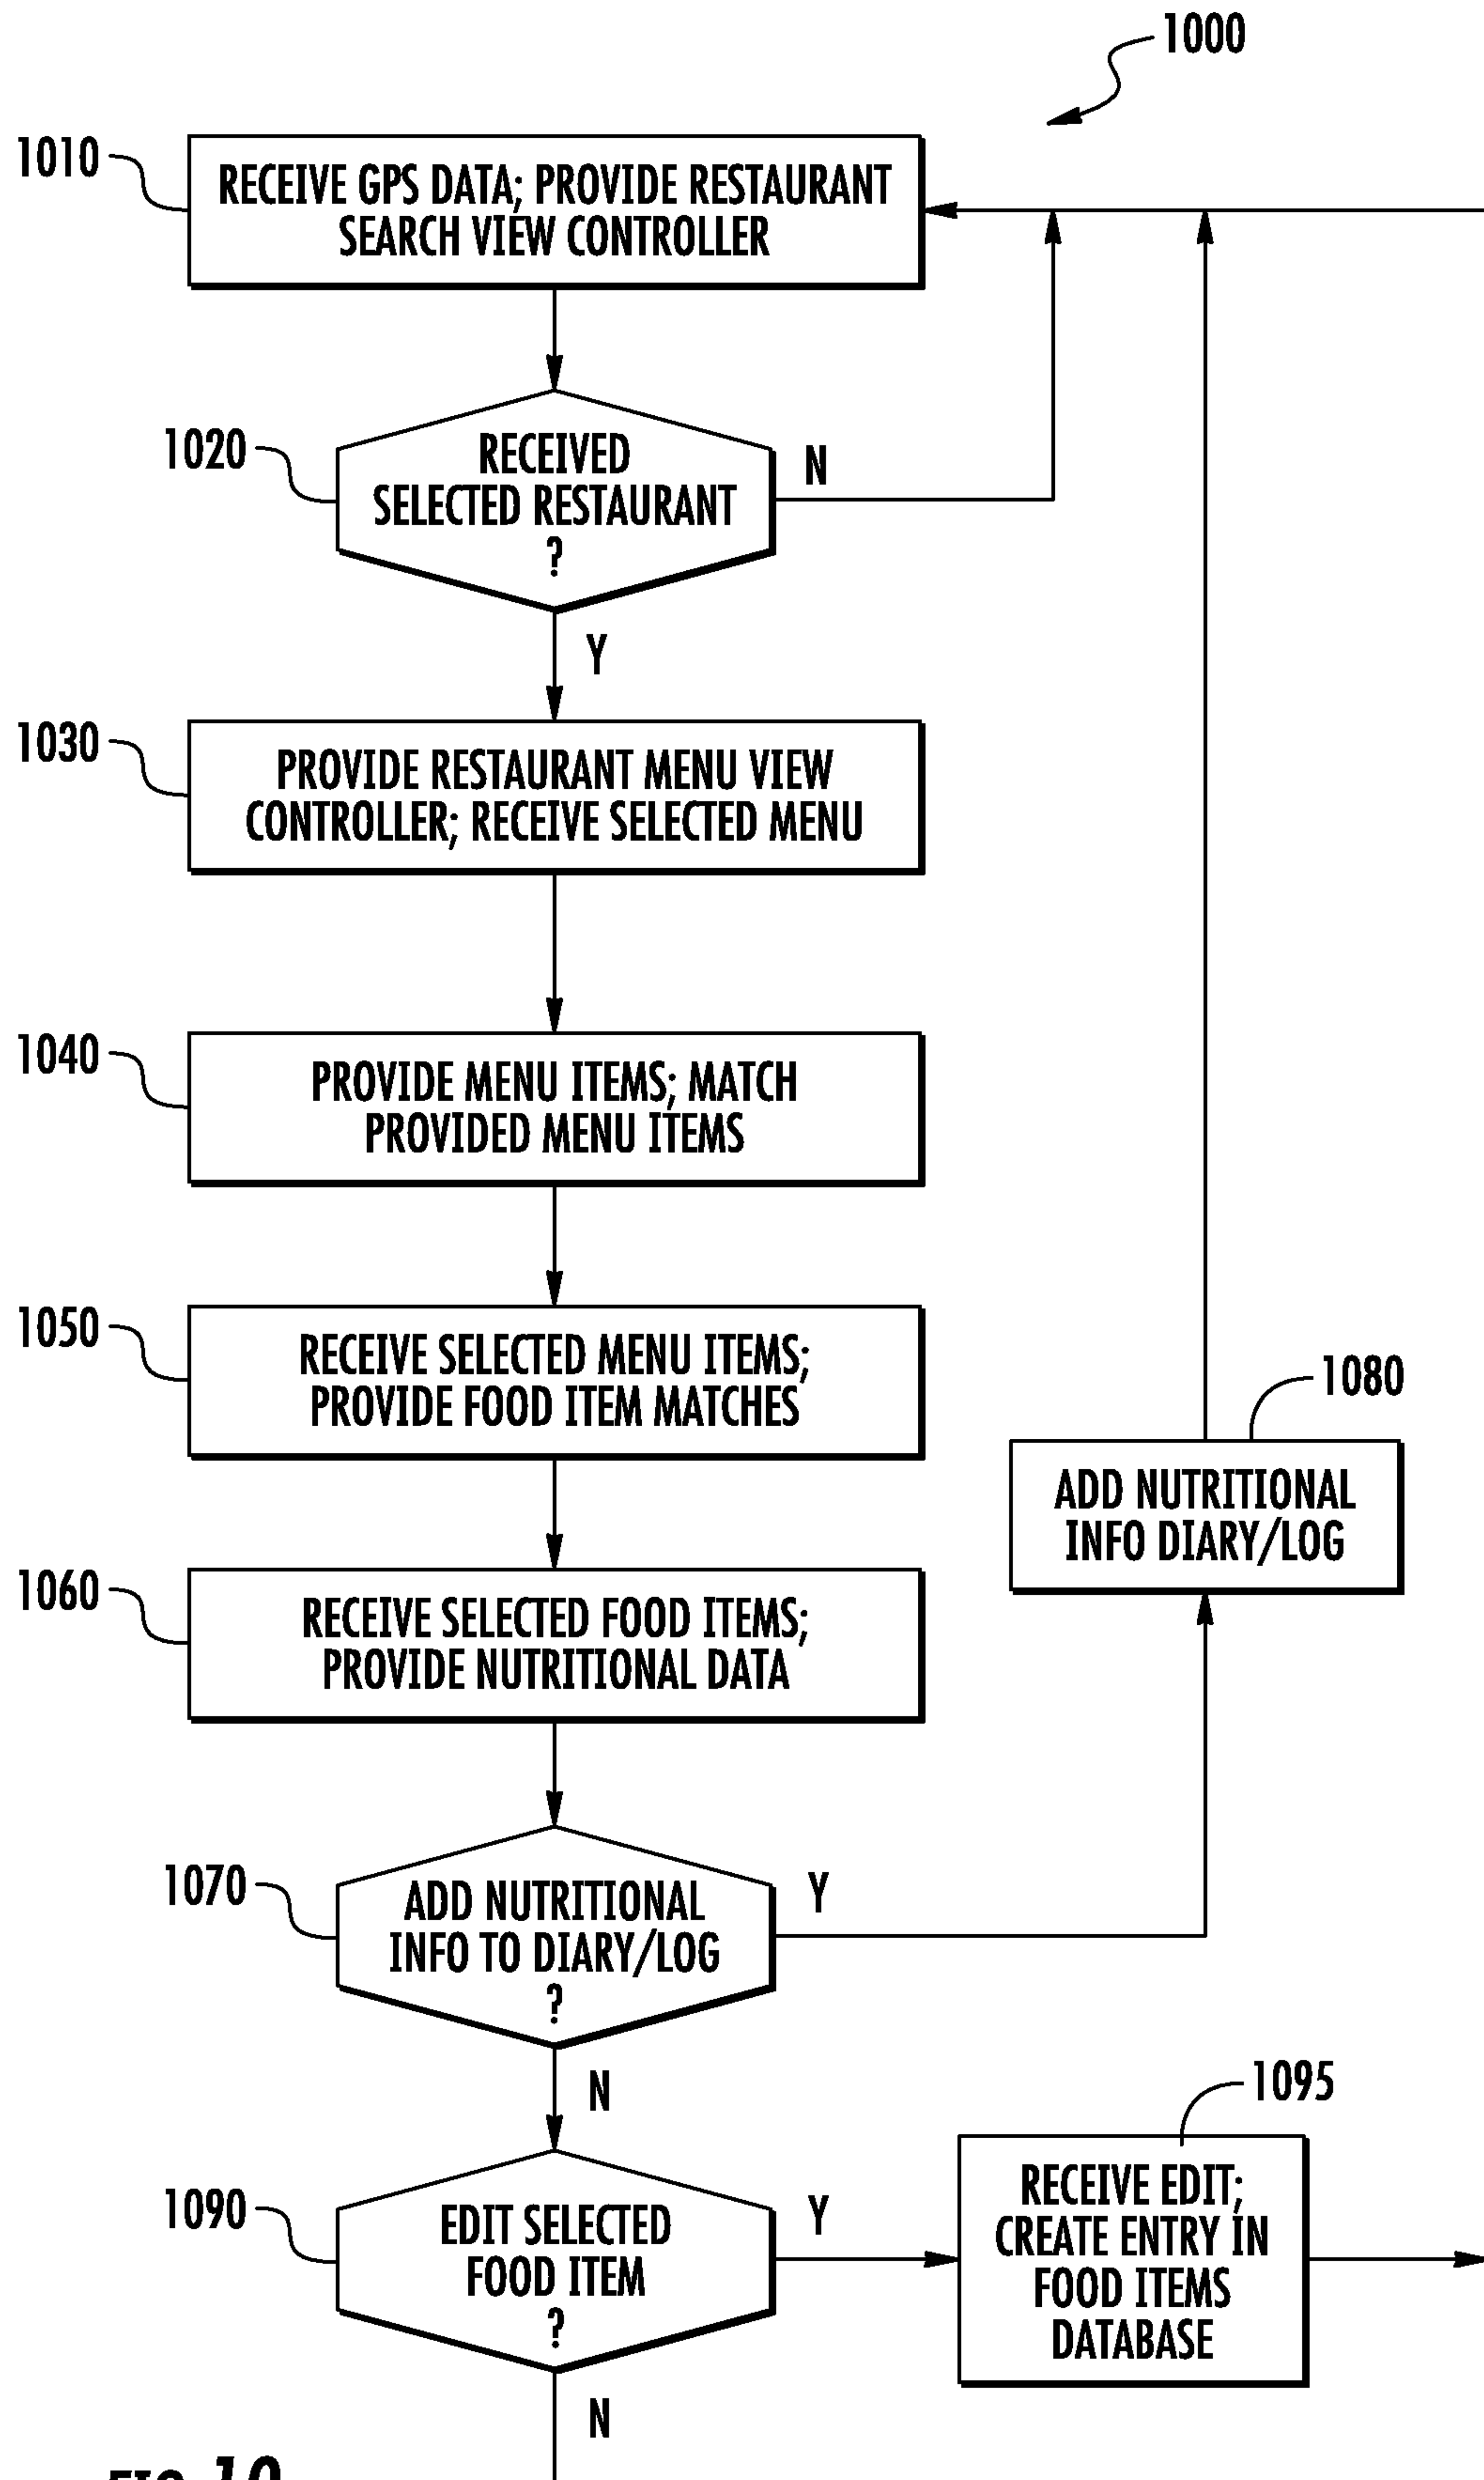 1000
1010
RECEIVE GPS DATA; PROVIDE RESTAURANT
SEARCH VIEW CONTROLLER
1020
RECEIVED
SELECTED RESTAURANT
?
N
Y
1030
PROVIDE RESTAURANT MENU VIEW
CONTROLLER; RECEIVE SELECTED MENU
1040
PROVIDE MENU ITEMS; MATCH
PROVIDED MENU ITEMS
1050
RECEIVE SELECTED MENU ITEMS;
PROVIDE FOOD ITEM MATCHES
1080
ADD NUTRITIONAL
INFO DIARY/LOG
1060
RECEIVE SELECTED FOOD ITEMS;
PROVIDE NUTRITIONAL DATA
1070
ADD NUTRITIONAL
INFO TO DIARY/LOG
?
Y
N
1095
1090
EDIT SELECTED
FOOD ITEM
?
Y
RECEIVE EDIT;
CREATE ENTRY IN
FOOD ITEMS
DATABASE
N